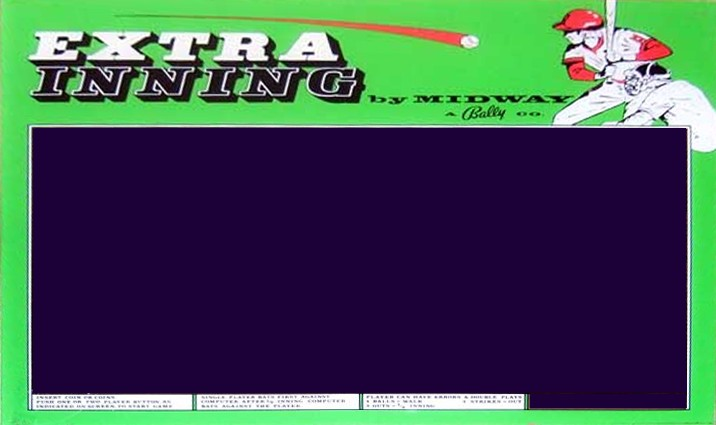 EXTRA
INNING
by MIDWAY
A Bally CO.
INSERT COIN OR COINS
PUSH ONE OR TWO PLAYER BUTTON AS
INDICATED ON SCREEN TO START GAME
SINGLE PLAYER BATS FIRST AGAINST
COMPUTER AFTER ½ INNING COMPUTER
BATS AGAINST THE PLAYER
PLAYER CAN HAVE ERRORS & DOUBLE PLAYS
4 BALLS = WALK 3 STRIKES = OUT
3 OUTS = ½ INNING